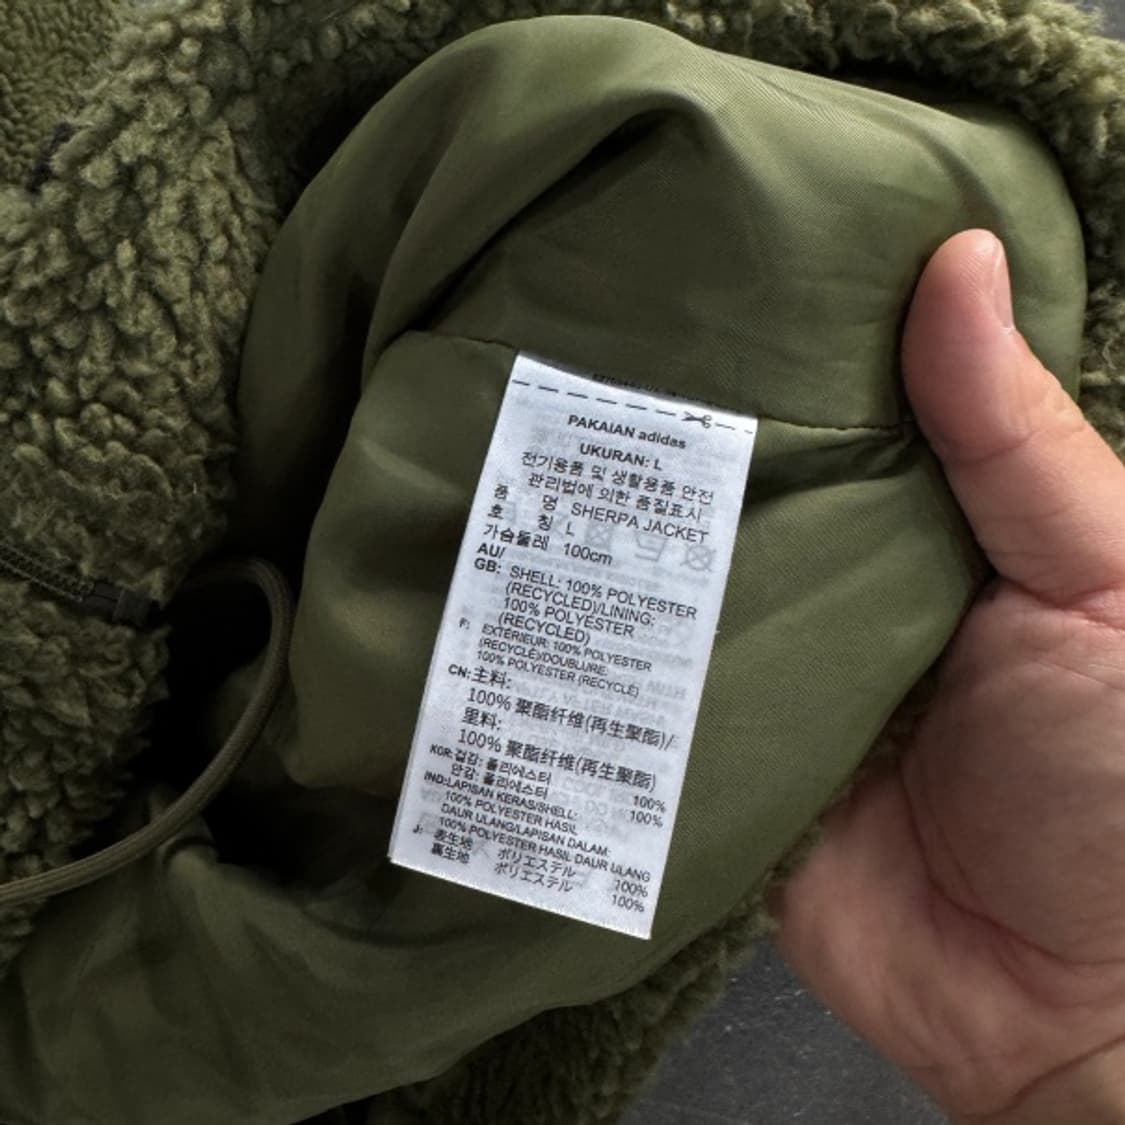 PAKAIAN adidas
UKURAN: L
전기용품 및 생활용품 안전
관리법에 의한 품질표시
품 명 SHERPA JACKET
호 칭 L
가슴둘레 100cm
AU/
GB: SHELL: 100% POLYESTER
(RECYCLED)/LINING:
100% POLYESTER
(RECYCLED)
F: EXTÉRIEUR: 100% POLYESTER
(RECYCLÉ)/DOUBLURE:
100% POLYESTER (RECYCLÉ)
CN: 主料:
100% 聚酯纤维(再生聚酯)/
里料:
100% 聚酯纤维(再生聚酯)
KOR: 겉감: 폴리에스터 100%
안감: 폴리에스터 100%
IND: LAPISAN KERAS/SHELL:
100% POLYESTER HASIL
DAUR ULANG/LAPISAN DALAM:
100% POLYESTER HASIL DAUR ULANG
J: 表生地 ポリエステル 100%
裏生地 ポリエステル 100%